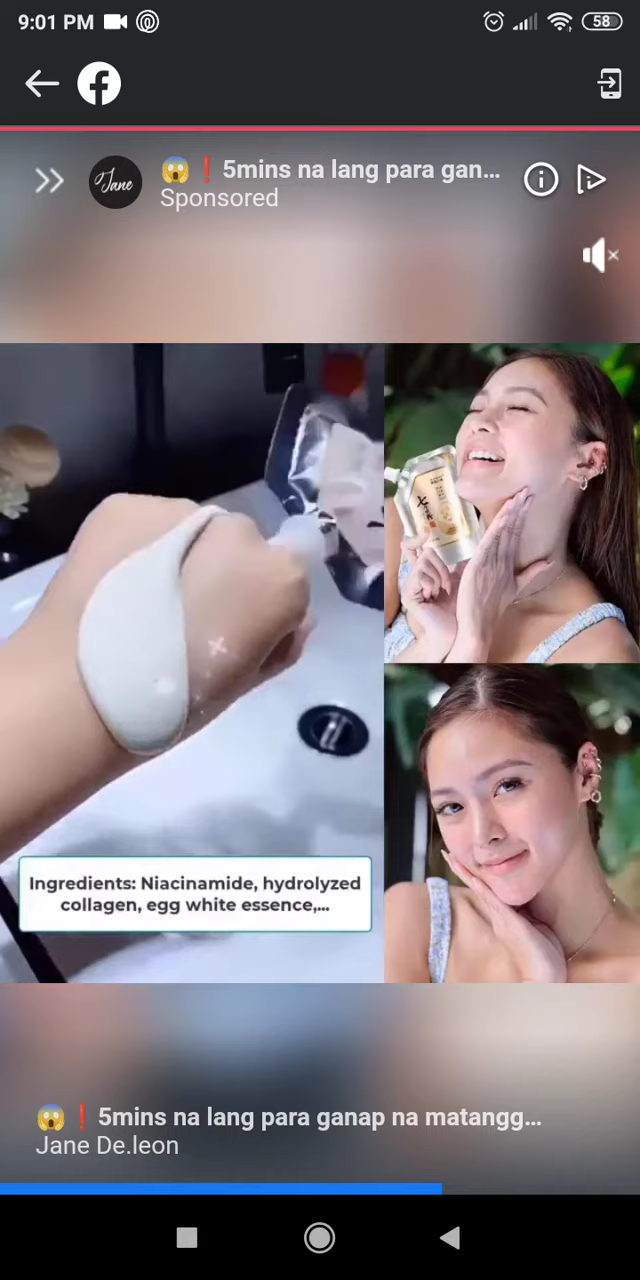 9:01 PM
58
Jane
😱❗5mins na lang para gan...
Sponsored
Ingredients: Niacinamide, hydrolyzed
collagen, egg white essence,...
😱❗5mins na lang para ganap na matangg...
Jane De.leon